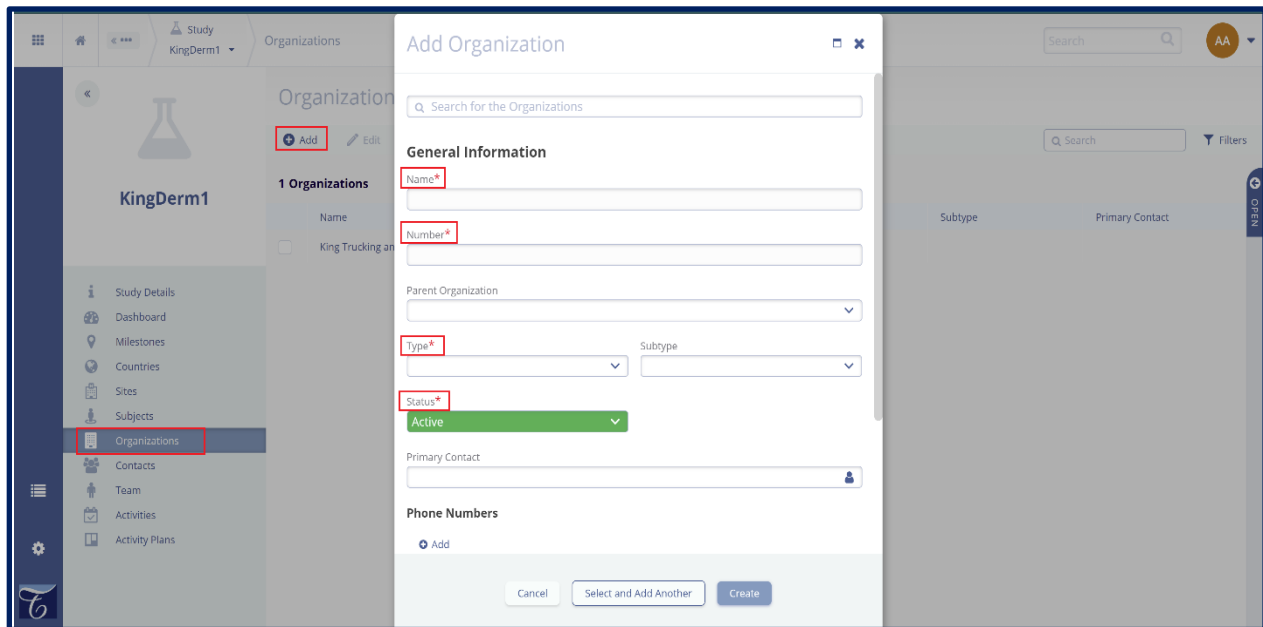 Study
KingDerm1
Organizations
Search
AA
Add Organization
Search for the Organizations
General Information
Name*
Number*
Parent Organization
Type*
Subtype
Status*
Active
Primary Contact
Phone Numbers
Add
Cancel
Select and Add Another
Create
KingDerm1
Study Details
Dashboard
Milestones
Countries
Sites
Subjects
Organizations
Contacts
Team
Activities
Activity Plans
Organization
Add
Edit
Search
Filters
1 Organizations
Name
Subtype
Primary Contact
King Trucking an
OPEN